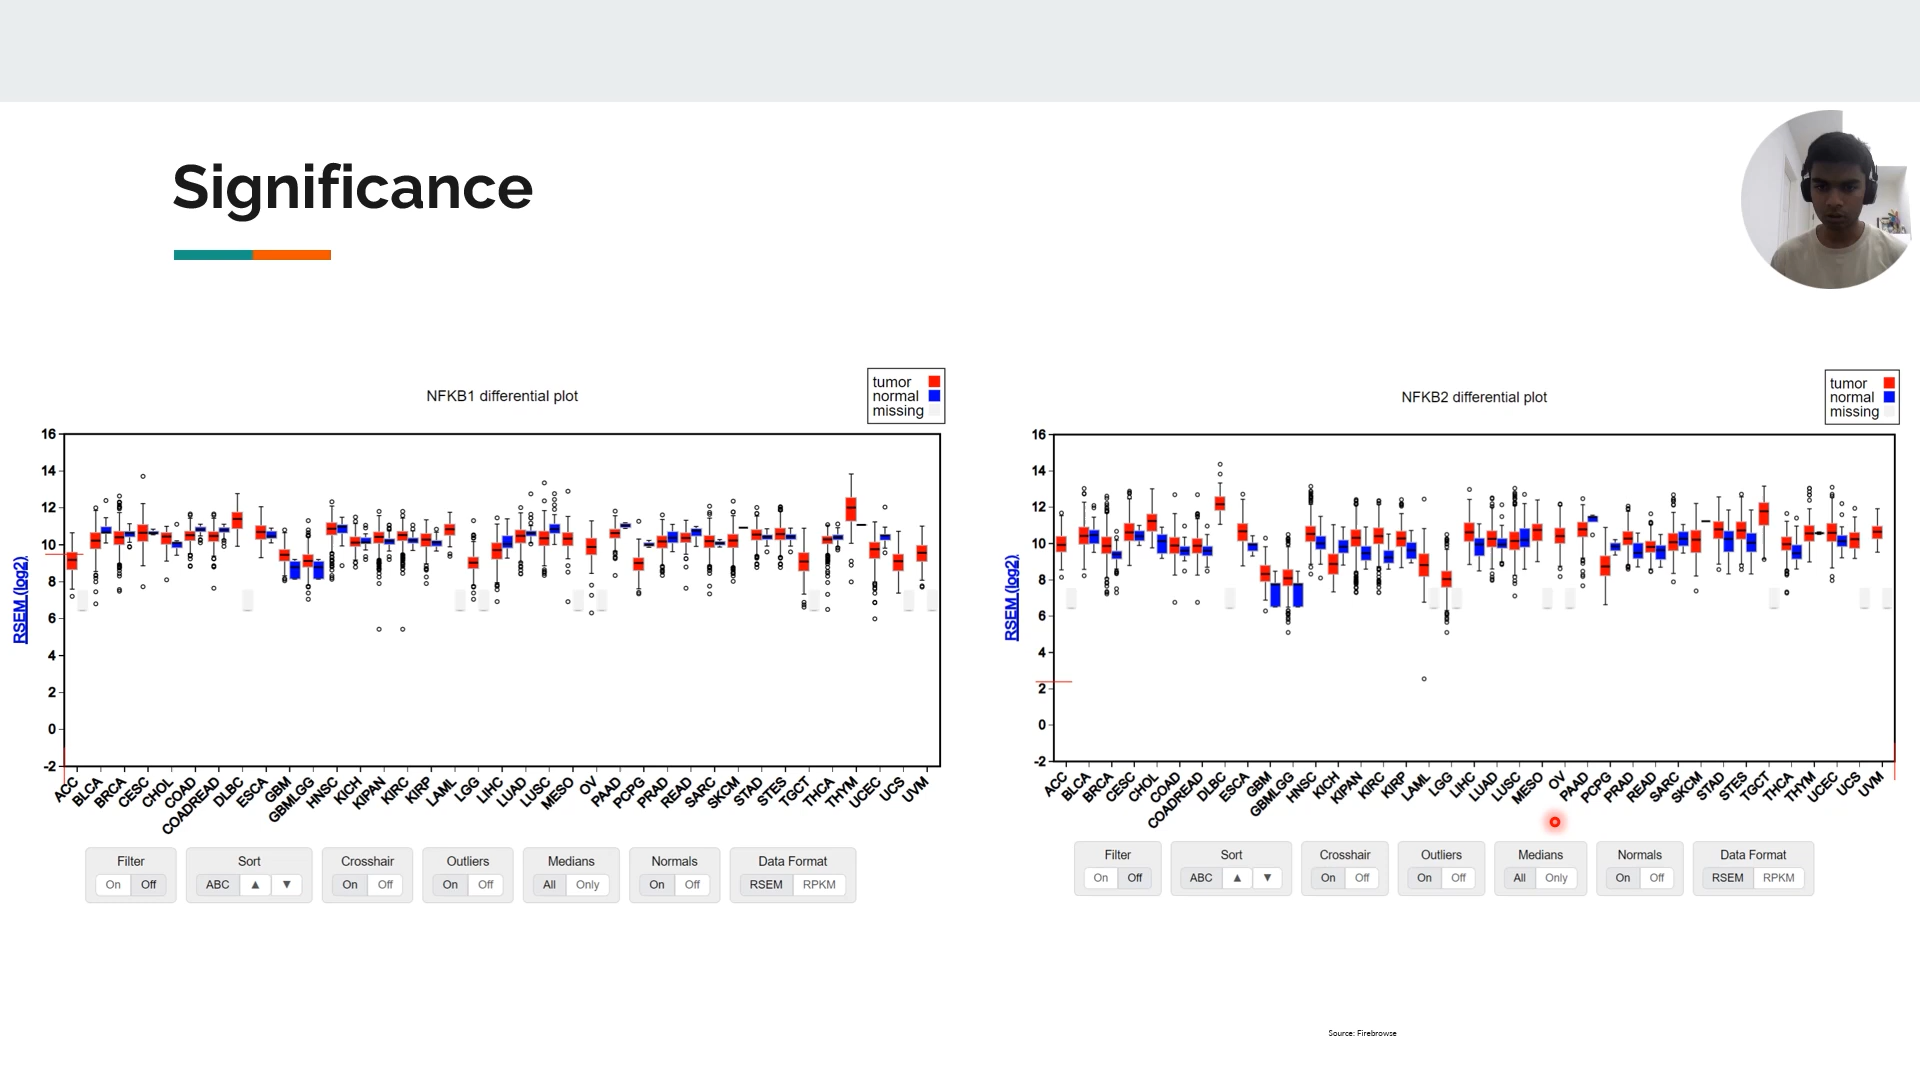 Significance
NFKB1 differential plot
tumor
normal
missing
RSEM (log2)
16
14
12
10
8
6
4
2
0
-2
ACC
BLCA
BRCA
CESC
CHOL
COAD
COADREAD
DLBC
ESCA
GBM
GBMLGG
HNSC
KICH
KIPAN
KIRC
KIRP
LAML
LGG
LIHC
LUAD
LUSC
MESO
OV
PAAD
PCPG
PRAD
READ
SARC
SKCM
STAD
STES
TGCT
THCA
THYM
UCEC
UCS
UVM
Filter
On Off
Sort
ABC ▲ ▼
Crosshair
On Off
Outliers
On Off
Medians
All Only
Normals
On Off
Data Format
RSEM RPKM
NFKB2 differential plot
tumor
normal
missing
RSEM (log2)
16
14
12
10
8
6
4
2
0
-2
ACC
BLCA
BRCA
CESC
CHOL
COAD
COADREAD
DLBC
ESCA
GBM
GBMLGG
HNSC
KICH
KIPAN
KIRC
KIRP
LAML
LGG
LIHC
LUAD
LUSC
MESO
OV
PAAD
PCPG
PRAD
READ
SARC
SKCM
STAD
STES
TGCT
THCA
THYM
UCEC
UCS
UVM
Filter
On Off
Sort
ABC ▲ ▼
Crosshair
On Off
Outliers
On Off
Medians
All Only
Normals
On Off
Data Format
RSEM RPKM
Source: Firebrowse